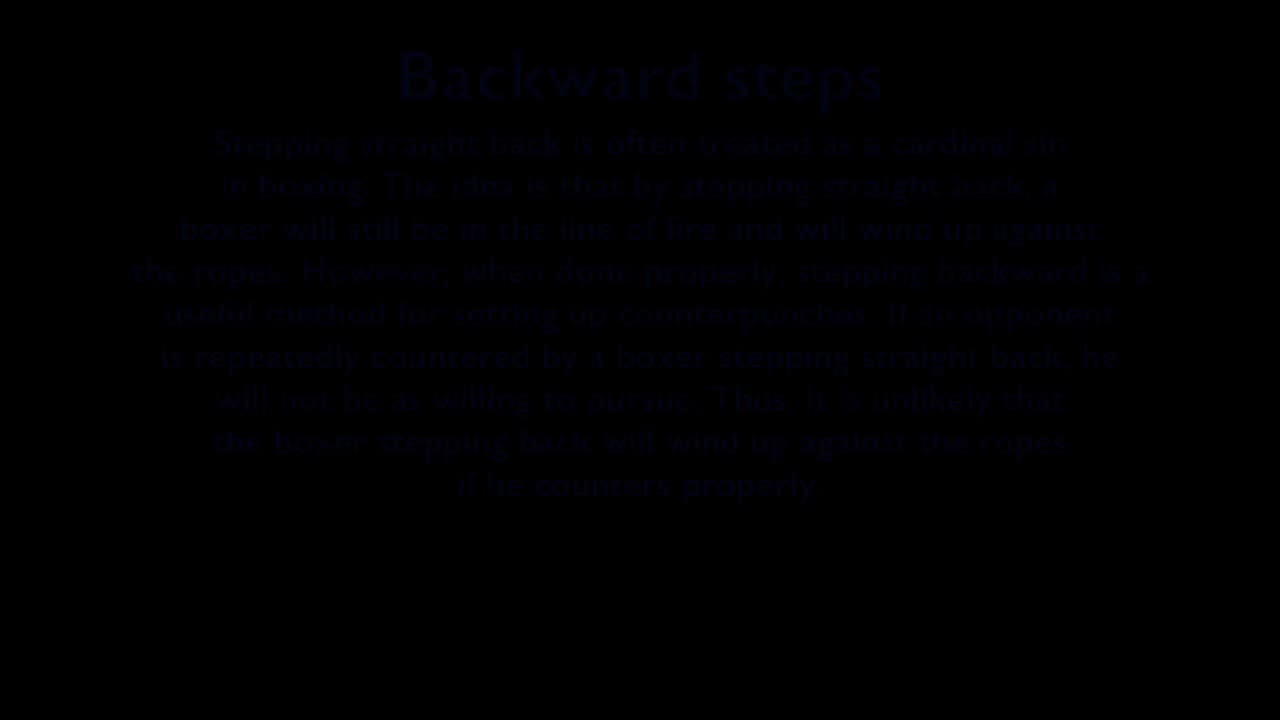 Backward steps
Stepping straight back is often treated as a cardinal sin
in boxing. The idea is that by stepping straight back, a
boxer will still be in the line of fire and will wind up against
the ropes. However, when done properly, stepping backward is a
useful method for setting up counterpunches. If an opponent
is repeatedly countered by a boxer stepping straight back, he
will not be as willing to pursue. Thus, it is unlikely that
the boxer stepping back will wind up against the ropes
if he counters properly.